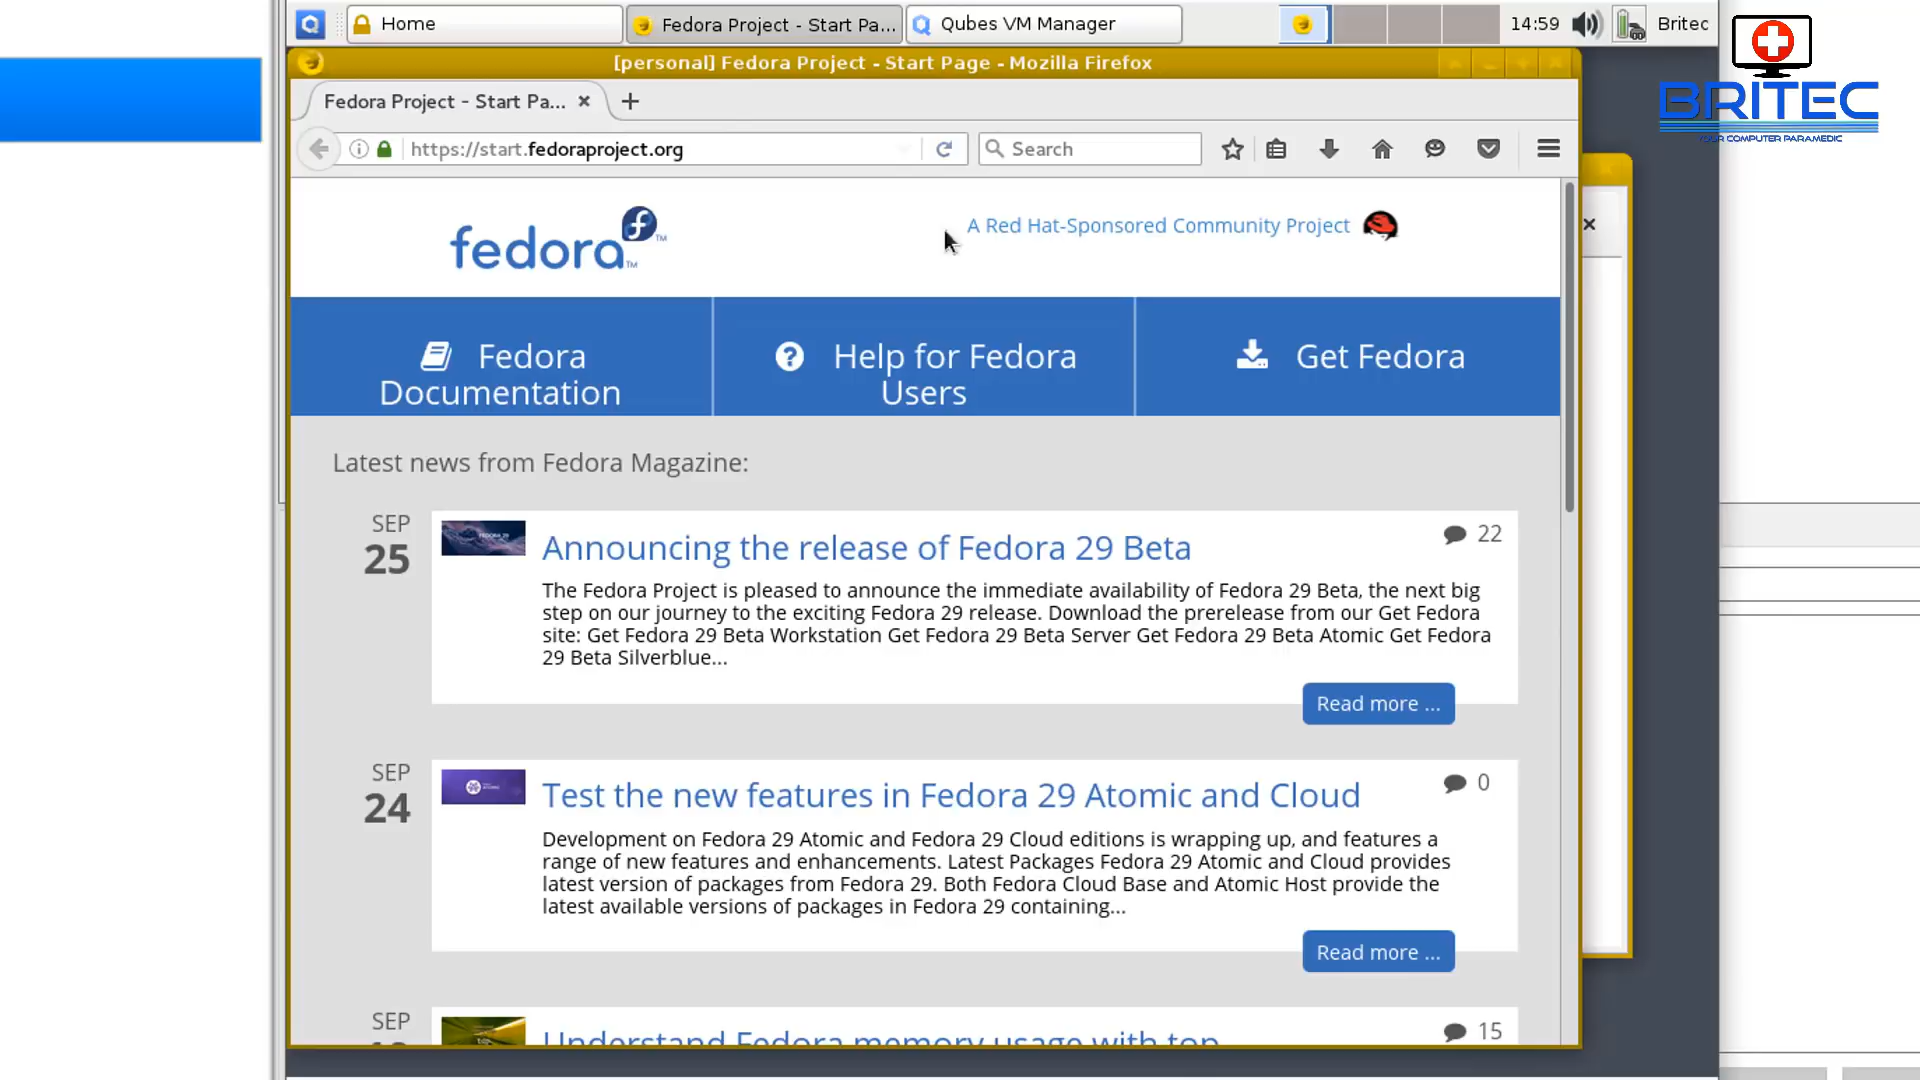 Home
Fedora Project - Start Pa...
Qubes VM Manager
14:59
Britec
[personal] Fedora Project - Start Page - Mozilla Firefox
Fedora Project - Start Pa...
https://start.fedoraproject.org
Search
BRITEC
YOUR COMPUTER PARAMEDIC
fedora
A Red Hat-Sponsored Community Project
Fedora
Documentation
Help for Fedora
Users
Get Fedora
Latest news from Fedora Magazine:
SEP
25
Announcing the release of Fedora 29 Beta
22
The Fedora Project is pleased to announce the immediate availability of Fedora 29 Beta, the next big
step on our journey to the exciting Fedora 29 release. Download the prerelease from our Get Fedora
site: Get Fedora 29 Beta Workstation Get Fedora 29 Beta Server Get Fedora 29 Beta Atomic Get Fedora
29 Beta Silverblue...
Read more ...
SEP
24
Test the new features in Fedora 29 Atomic and Cloud
0
Development on Fedora 29 Atomic and Fedora 29 Cloud editions is wrapping up, and features a
range of new features and enhancements. Latest Packages Fedora 29 Atomic and Cloud provides
latest version of packages from Fedora 29. Both Fedora Cloud Base and Atomic Host provide the
latest available versions of packages in Fedora 29 containing...
Read more ...
SEP
Understand Fedora memory usage with top
15